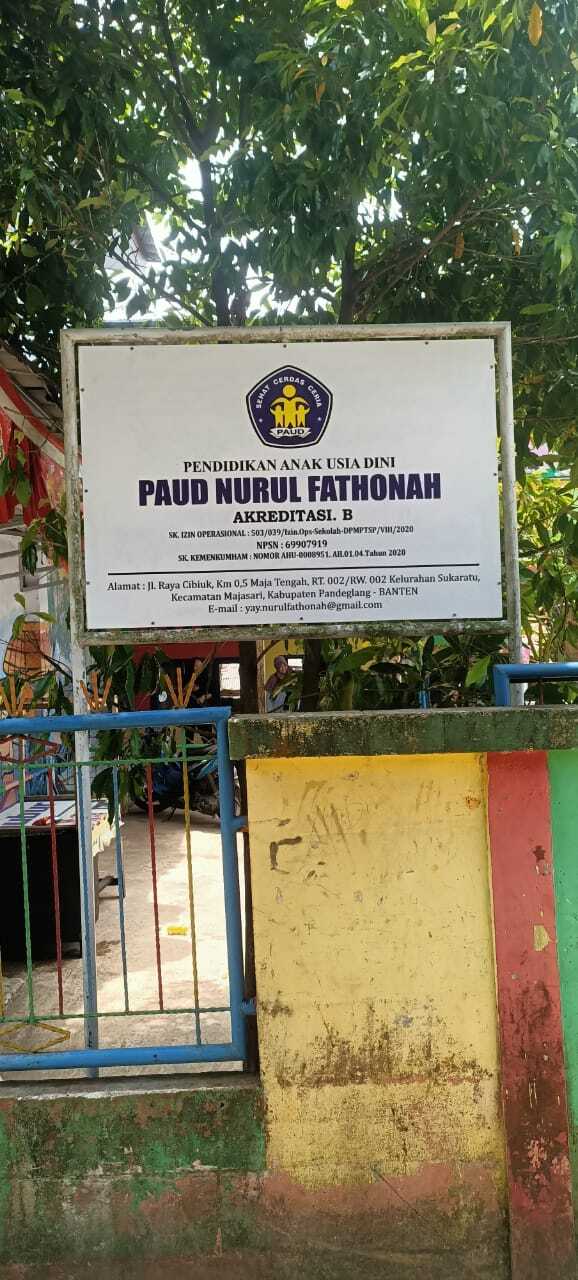 SEHAT CERDAS CERIA
PAUD
PENDIDIKAN ANAK USIA DINI
PAUD NURUL FATHONAH
AKREDITASI. B
SK. IZIN OPERASIONAL : 503/039/Izin.Ops-Sekolah-DPMPTSP/VIII/2020
NPSN : 69907919
SK. KEMENKUMHAM : NOMOR AHU-0008951. AH.01.04.Tahun 2020
Alamat : Jl. Raya Cibiuk, Km 0,5 Maja Tengah, RT. 002/RW. 002 Kelurahan Sukaratu,
Kecamatan Majasari, Kabupaten Pandeglang - BANTEN
E-mail : yay.nurulfathonah@gmail.com